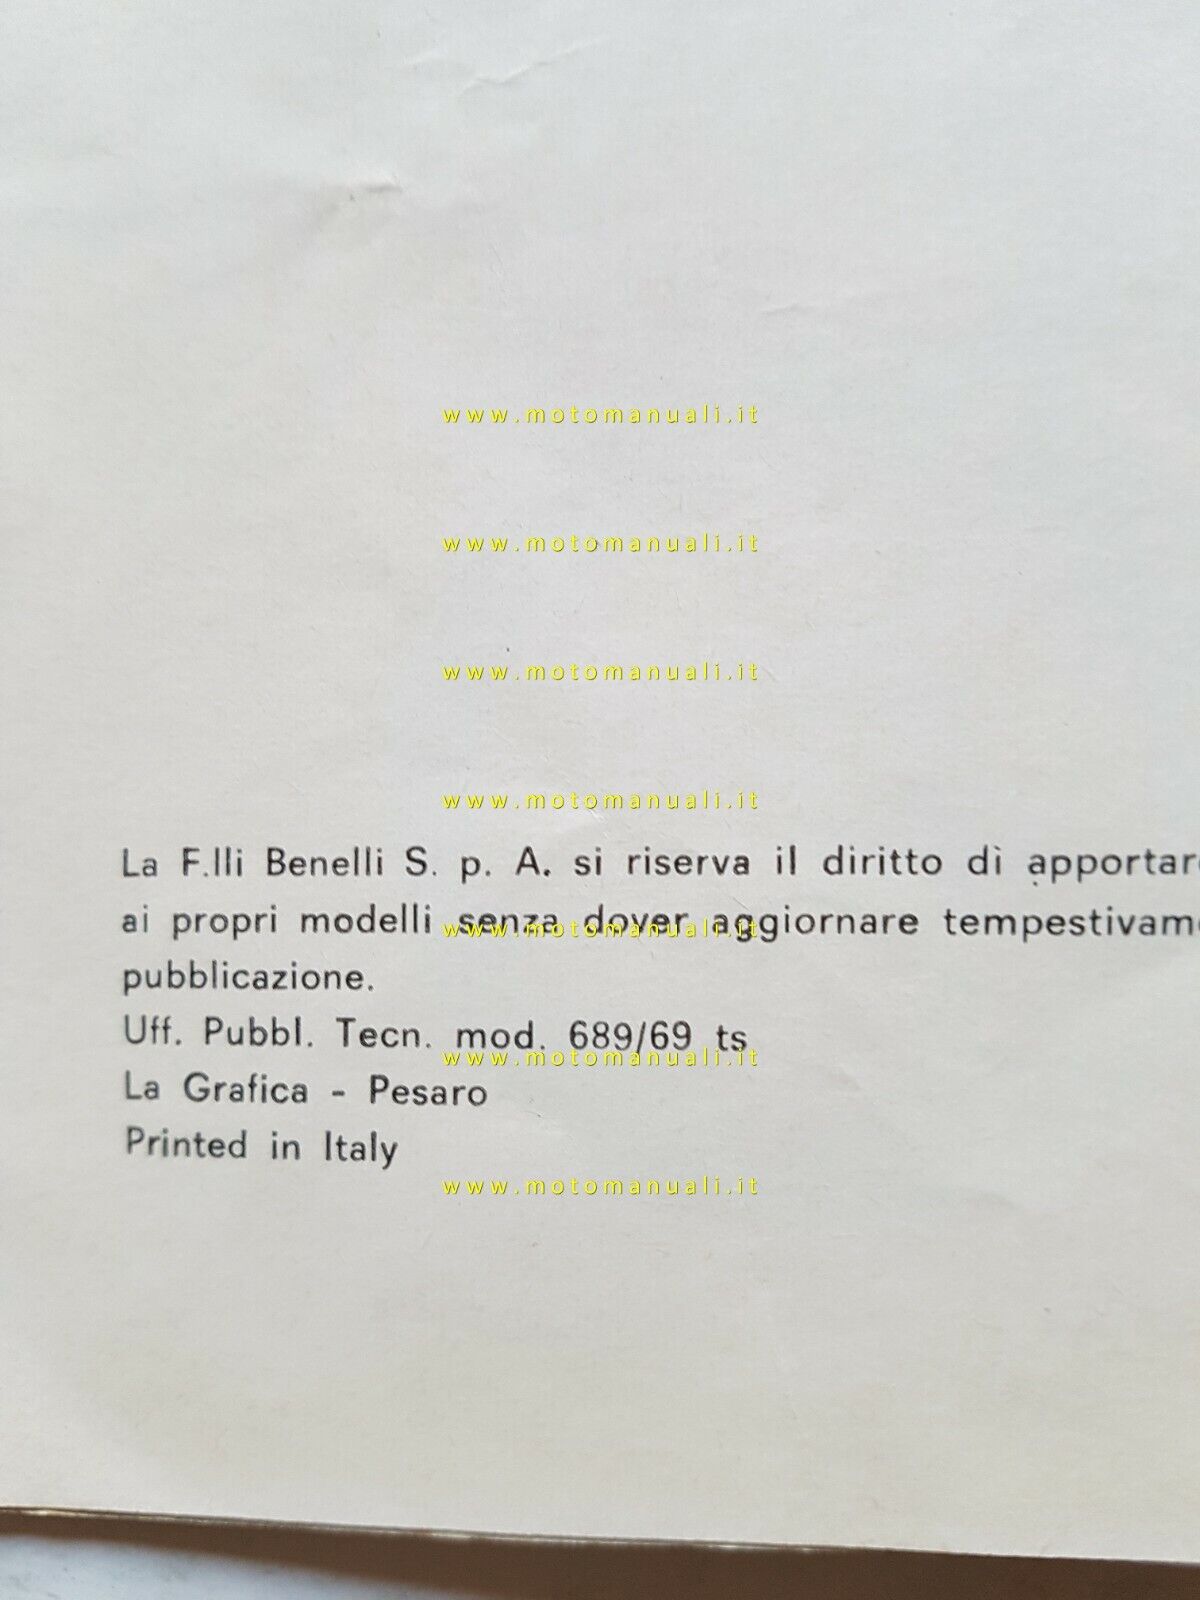 www.motomanuali.it
www.motomanuali.it
www.motomanuali.it
www.motomanuali.it
La F.lli Benelli S. p. A. si riserva il diritto di
ai propri modelli senza dover aggiornare
www.motomanuali.it
pubblicazione.
Uff. Pubbl. Tecn. mod. 689/69 ts
www.motomanuali.it
La Grafica - Pesaro
Printed in Italy
www.motomanuali.it